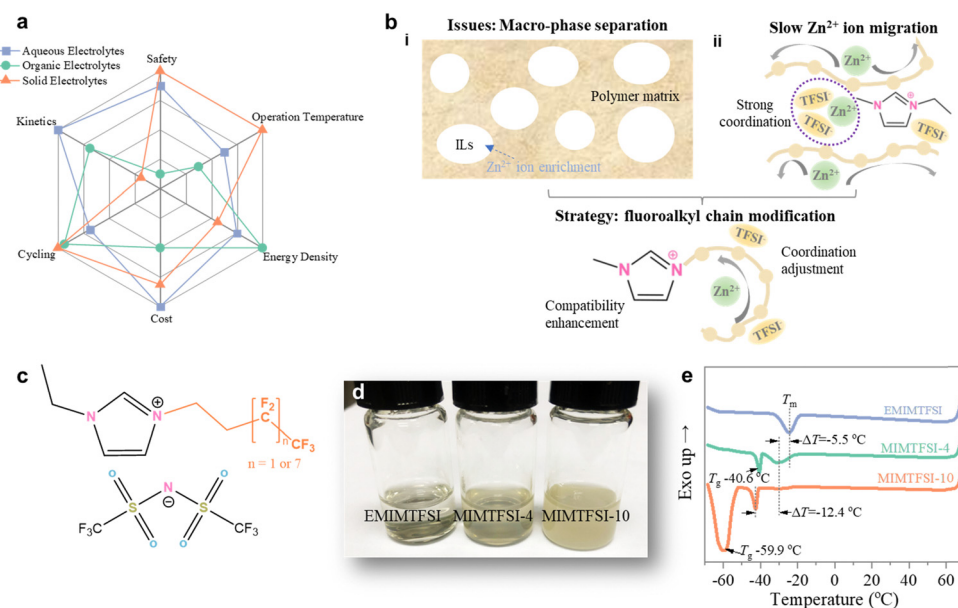 a
Aqueous Electrolytes
Organic Electrolytes
Solid Electrolytes
Safety
Operation Temperature
Energy Density
Cost
Cycling
Kinetics
b
Issues: Macro-phase separation
i
Polymer matrix
ILs
Zn²⁺ ion enrichment
ii
Slow Zn²⁺ ion migration
Zn²⁺
Strong
coordination
TFSI⁻
Zn²⁺
TFSI⁻
N
N
⊕
TFSI⁻
Zn²⁺
Strategy: fluoroalkyl chain modification
TFSI⁻
N
N
⊕
Zn²⁺
Coordination
adjustment
Compatibility
enhancement
TFSI⁻
c
N
N
⊕
F₂
C
C
F₂
n
CF₃
n = 1 or 7
O
N
O
S
⊖
S
F₃C
CF₃
O
O
d
EMIMTFSI
MIMTFSI-4
MIMTFSI-10
e
Exo up →
Tm
EMIMTFSI
ΔT=-5.5 °C
MIMTFSI-4
Tg -40.6 °C
MIMTFSI-10
ΔT=-12.4 °C
Tg -59.9 °C
-60 -40 -20 0 20 40 60
Temperature (°C)